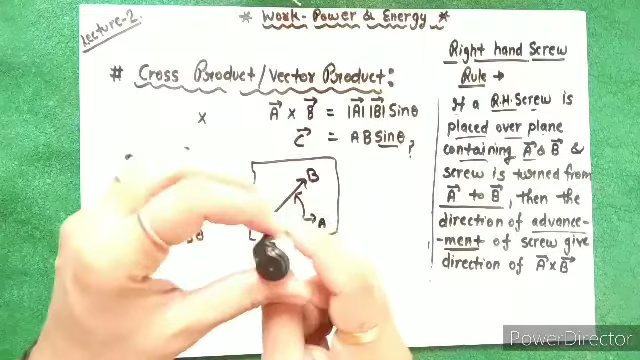 Lecture-2.
* Work-Power & Energy *
# Cross Product/Vector Product:
x
A x B = |A||B| Sinθ
C = AB Sinθ ?
B
A
Right hand Screw
Rule →
If a R.H. Screw is
placed over plane
containing A & B &
screw is turned from
A to B, then the
direction of advance-
-ment of screw give
direction of A x B
PowerDirector